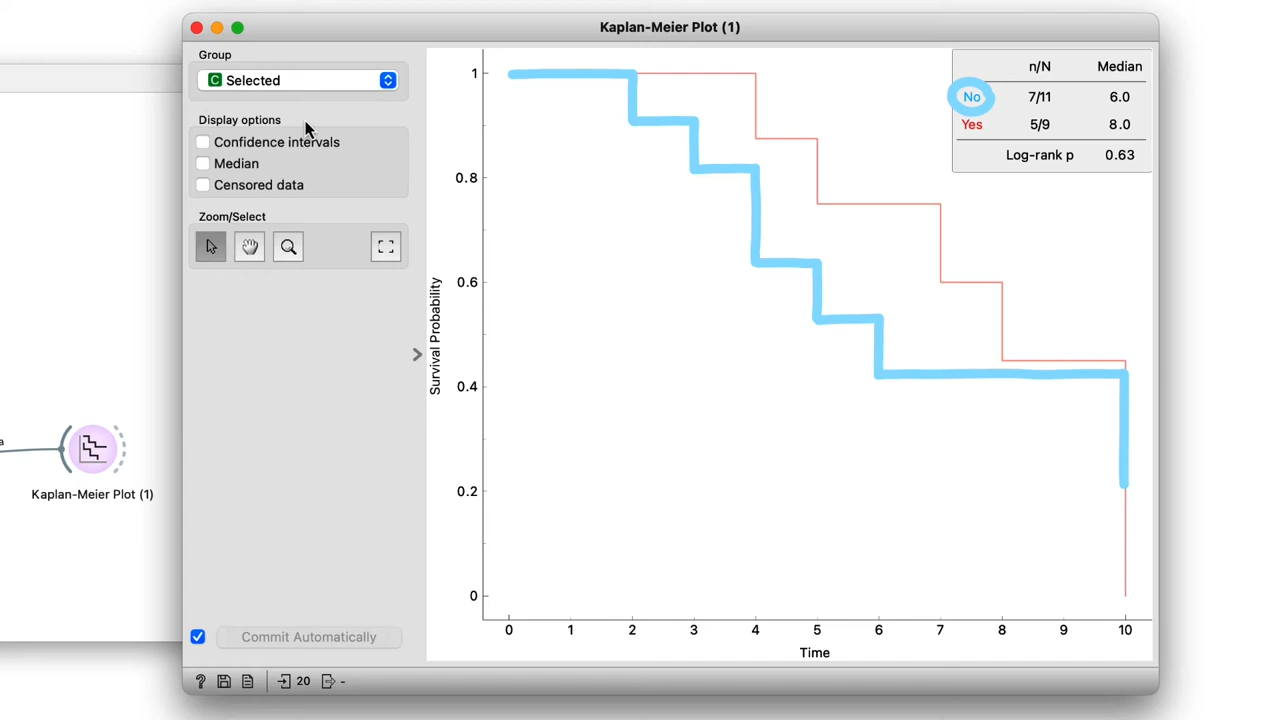 Kaplan-Meier Plot (1)
Group
C Selected
Display options
Confidence intervals
Median
Censored data
Zoom/Select
n/N Median
No 7/11 6.0
Yes 5/9 8.0
Log-rank p 0.63
1
0.8
0.6
0.4
0.2
0
Survival Probability
0 1 2 3 4 5 6 7 8 9 10
Time
a
Kaplan-Meier Plot (1)
Commit Automatically
? 20 -